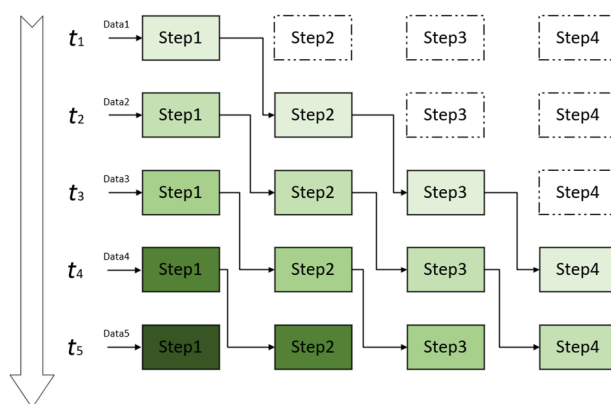 t1 Data1 Step1 Step2 Step3 Step4
t2 Data2 Step1 Step2 Step3 Step4
t3 Data3 Step1 Step2 Step3 Step4
t4 Data4 Step1 Step2 Step3 Step4
t5 Data5 Step1 Step2 Step3 Step4